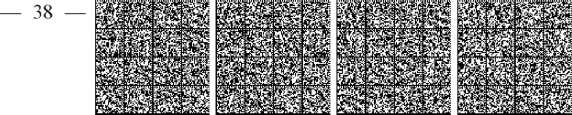 — 38 —